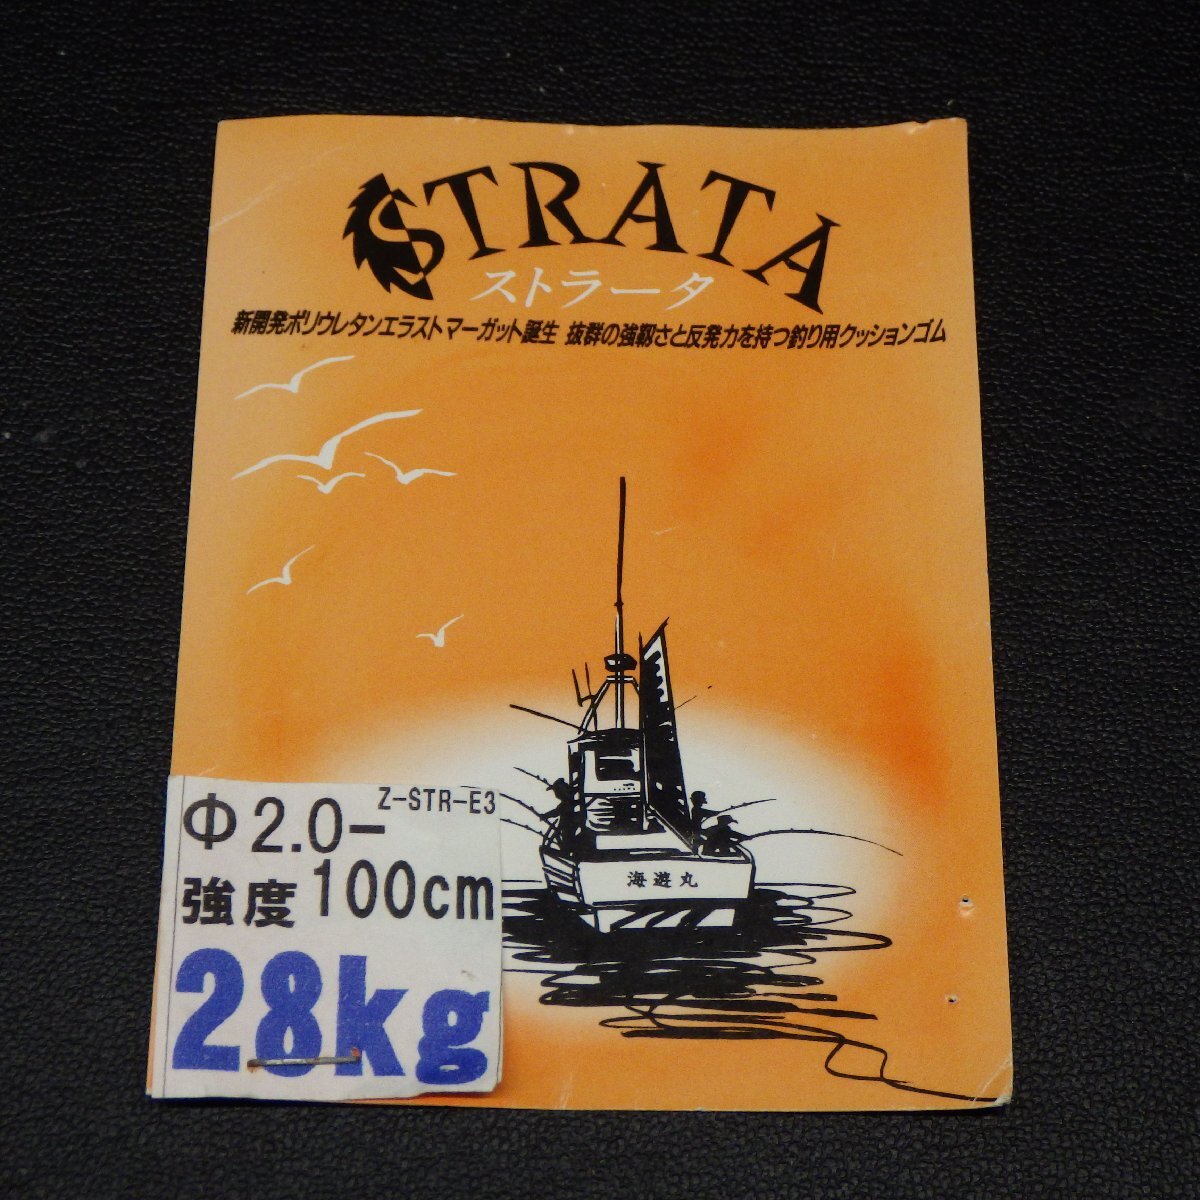 STRATA
ストラータ
新開発ポリウレタンエラストマーガット誕生 抜群の強靱さと反発力を持つ釣り用クッションゴム
海遊丸
Z-STR-E3
Φ2.0-
100cm
強度
28kg